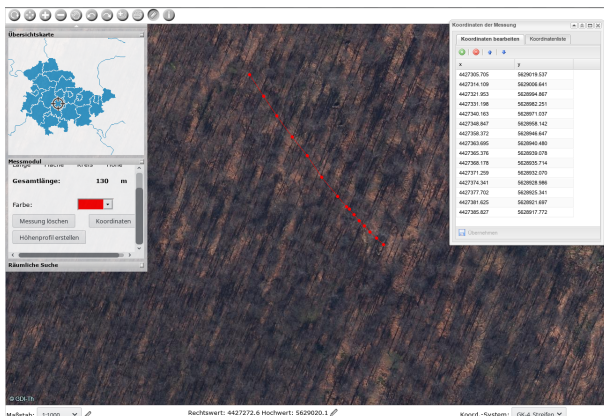 Übersichtskarte
Messmodul
Länge Fläche Kreis Höhe
Gesamtlänge: 130 m
Farbe:
Messung löschen Koordinaten
Höhenprofil erstellen
Räumliche Suche
Koordinaten der Messung
Koordinaten bearbeiten Koordinatenliste
x y
4427305.705 5629019.537
4427314.109 5629006.641
4427321.953 5628994.867
4427331.198 5628982.251
4427340.163 5628971.037
4427348.847 5628958.142
4427358.372 5628946.647
4427363.695 5628940.480
4427365.376 5628939.078
4427368.178 5628935.714
4427371.259 5628932.070
4427374.341 5628928.986
4427377.702 5628925.341
4427381.625 5628921.697
4427385.827 5628917.772
Übernehmen
© GDI-Th
Maßstab: 1:1000 Rechtswert: 4427272.6 Hochwert: 5629020.1 Koord.-System: GK-4.Streifen